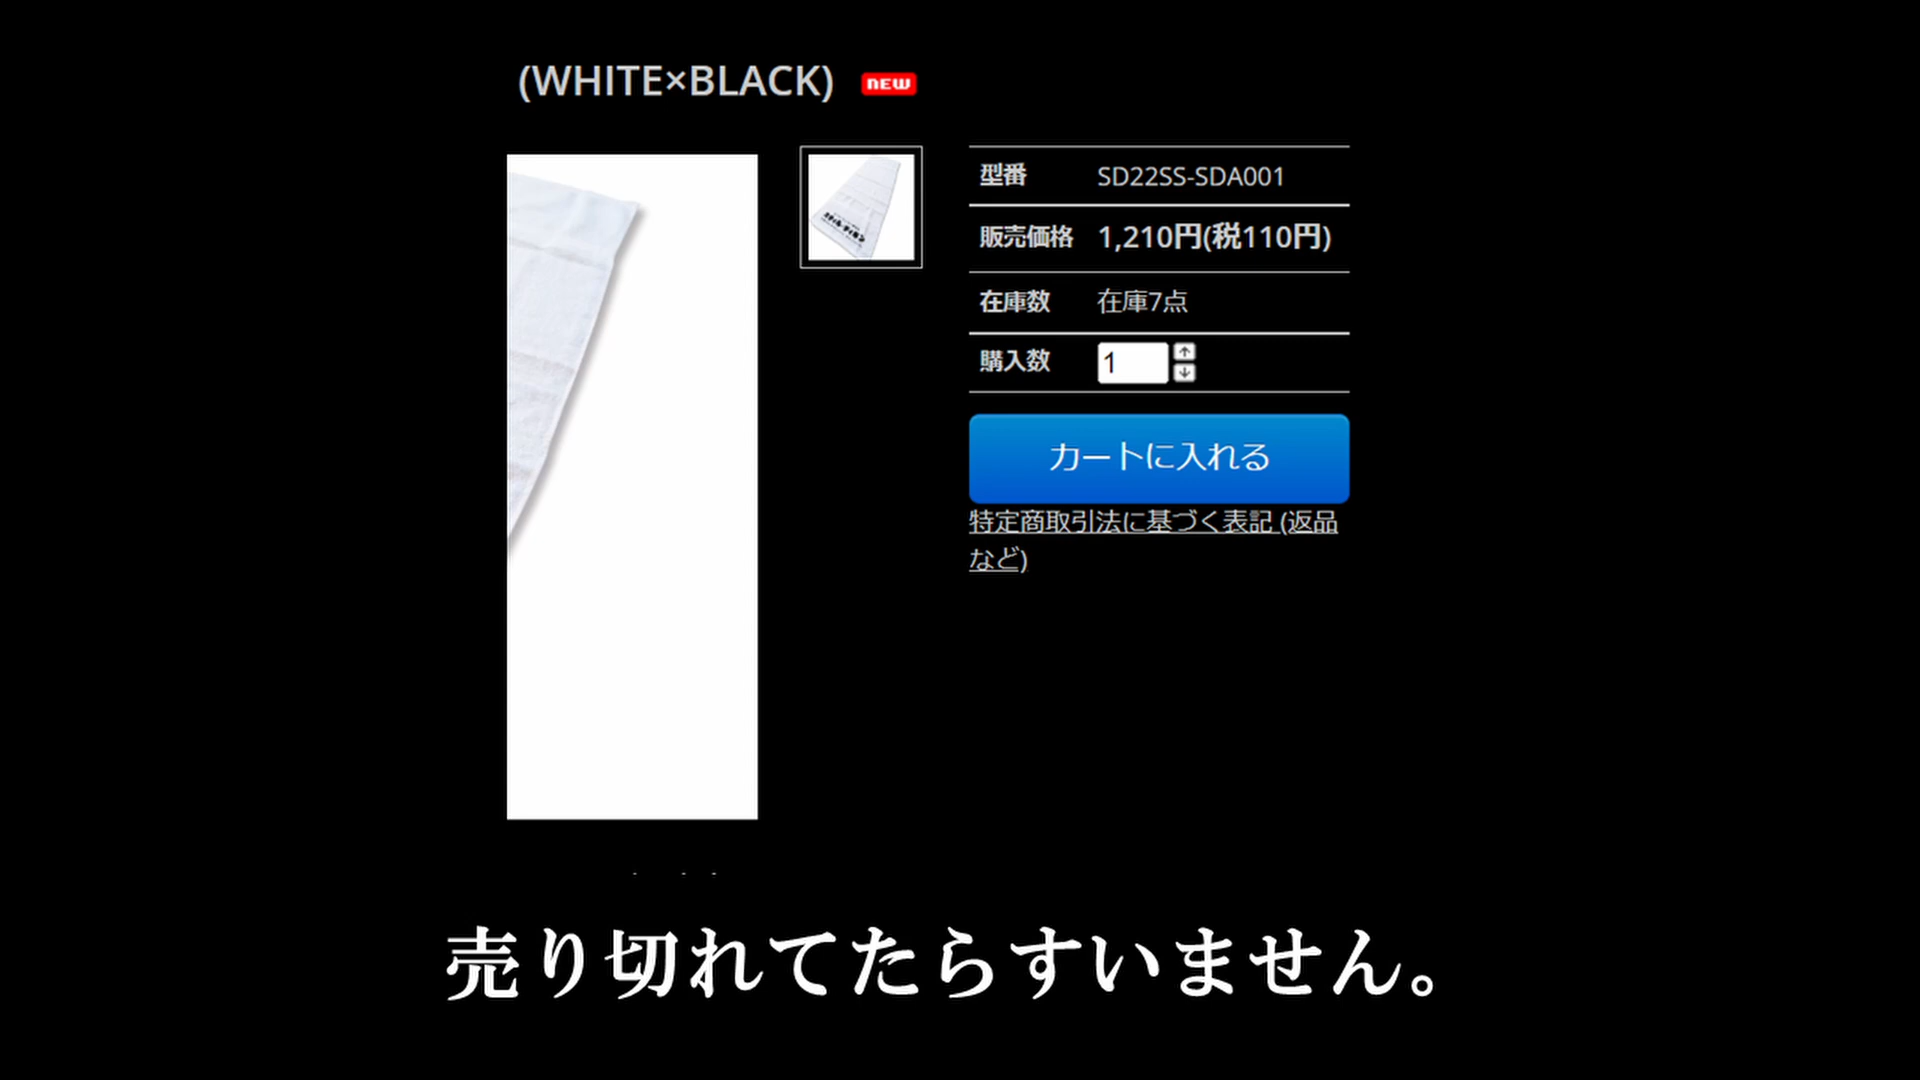 (WHITE×BLACK) NEW
型番 SD22SS-SDA001
販売価格 1,210円(税110円)
在庫数 在庫7点
購入数 1
カートに入れる
特定商取引法に基づく表記 (返品
など)
売り切れてたらすいません。